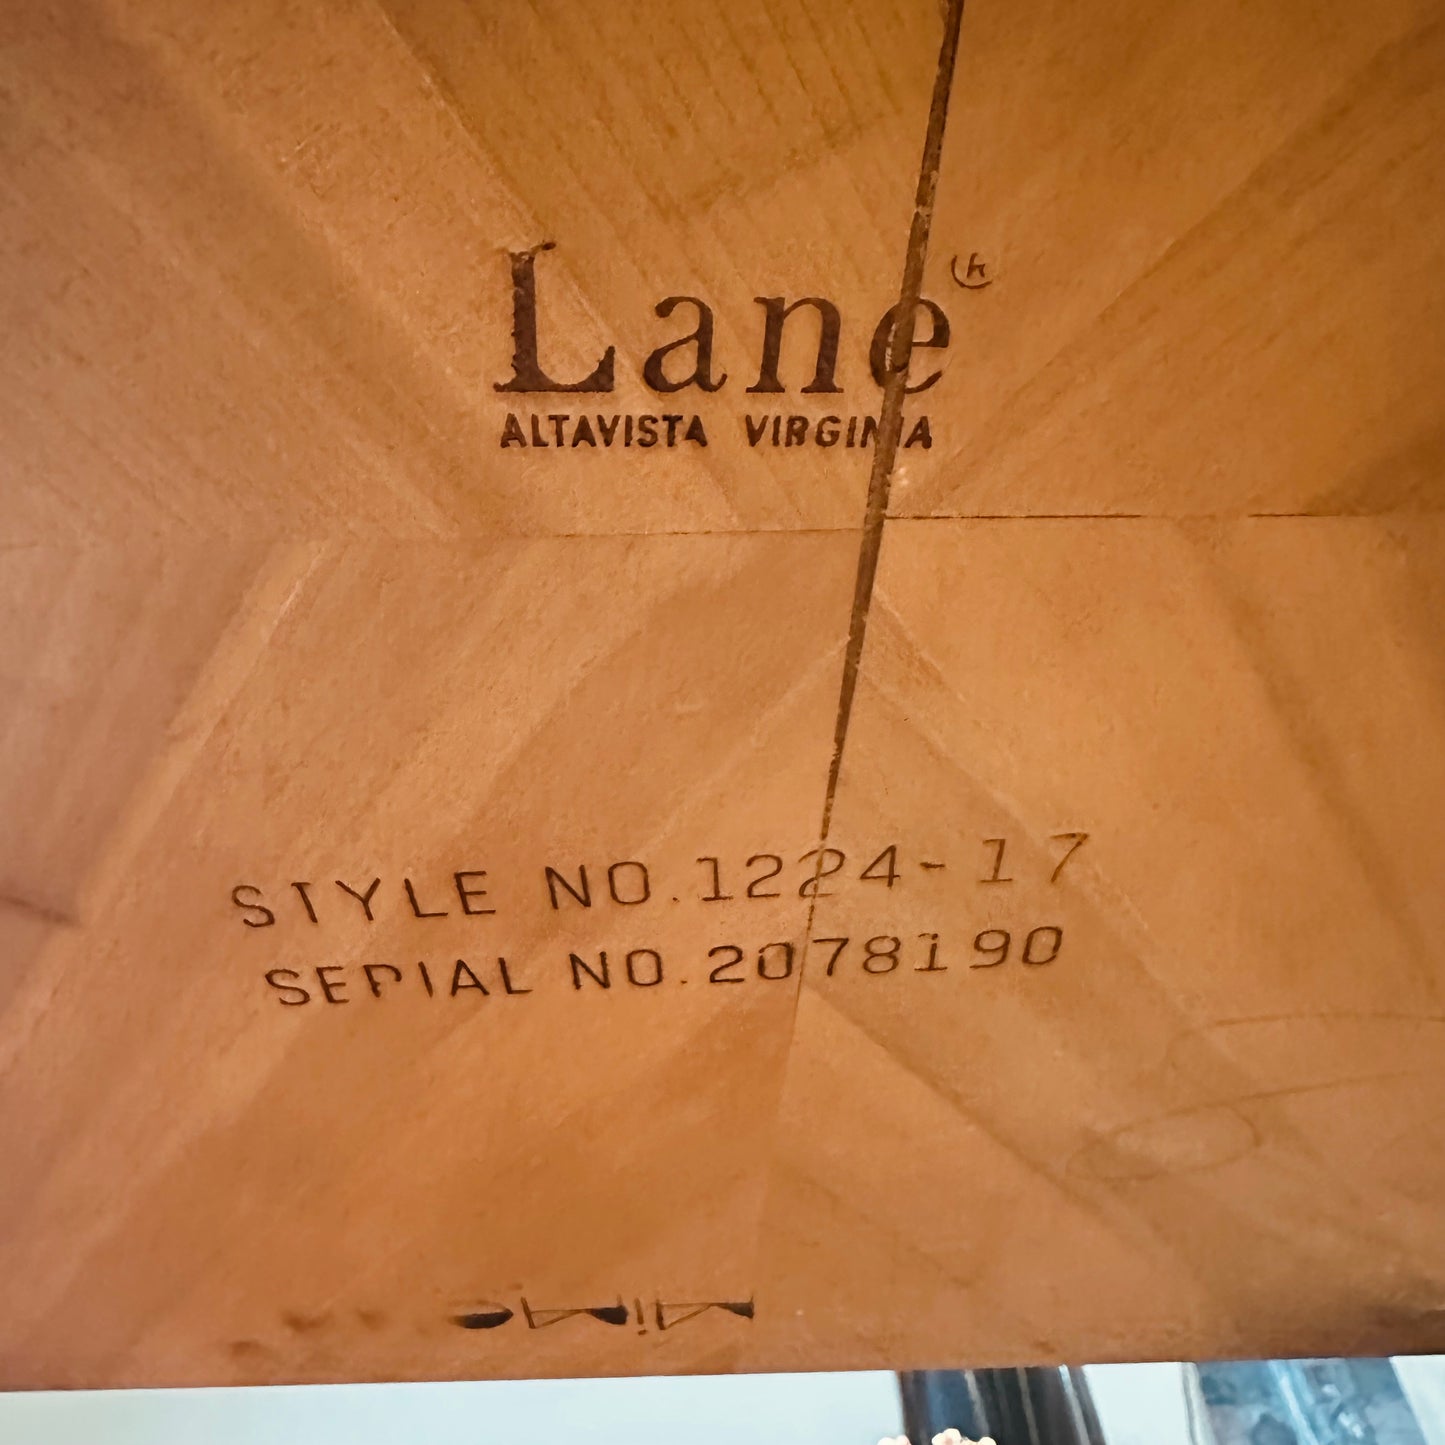 Lane®
ALTAVISTA VIRGINIA
STYLE NO. 1224-17
SERIAL NO. 2078190